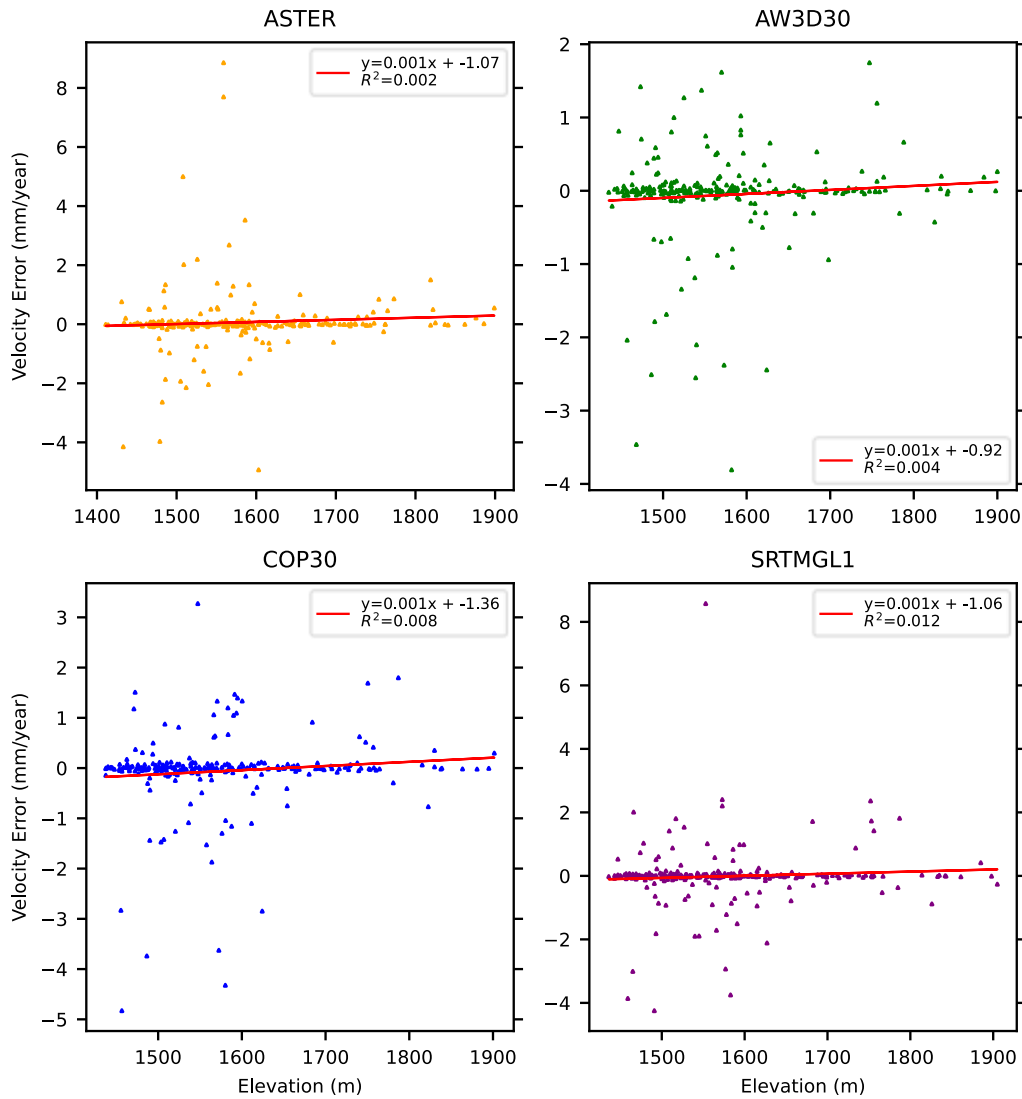 ASTER
y=0.001x + -1.07
R²=0.002
8
6
4
2
0
−2
−4
Velocity Error (mm/year)
1400 1500 1600 1700 1800 1900
AW3D30
2
1
0
−1
−2
−3
−4
y=0.001x + -0.92
R²=0.004
1500 1600 1700 1800 1900
COP30
y=0.001x + -1.36
R²=0.008
3
2
1
0
−1
−2
−3
−4
−5
Velocity Error (mm/year)
1500 1600 1700 1800 1900
Elevation (m)
SRTMGL1
y=0.001x + -1.06
R²=0.012
8
6
4
2
0
−2
−4
1500 1600 1700 1800 1900
Elevation (m)